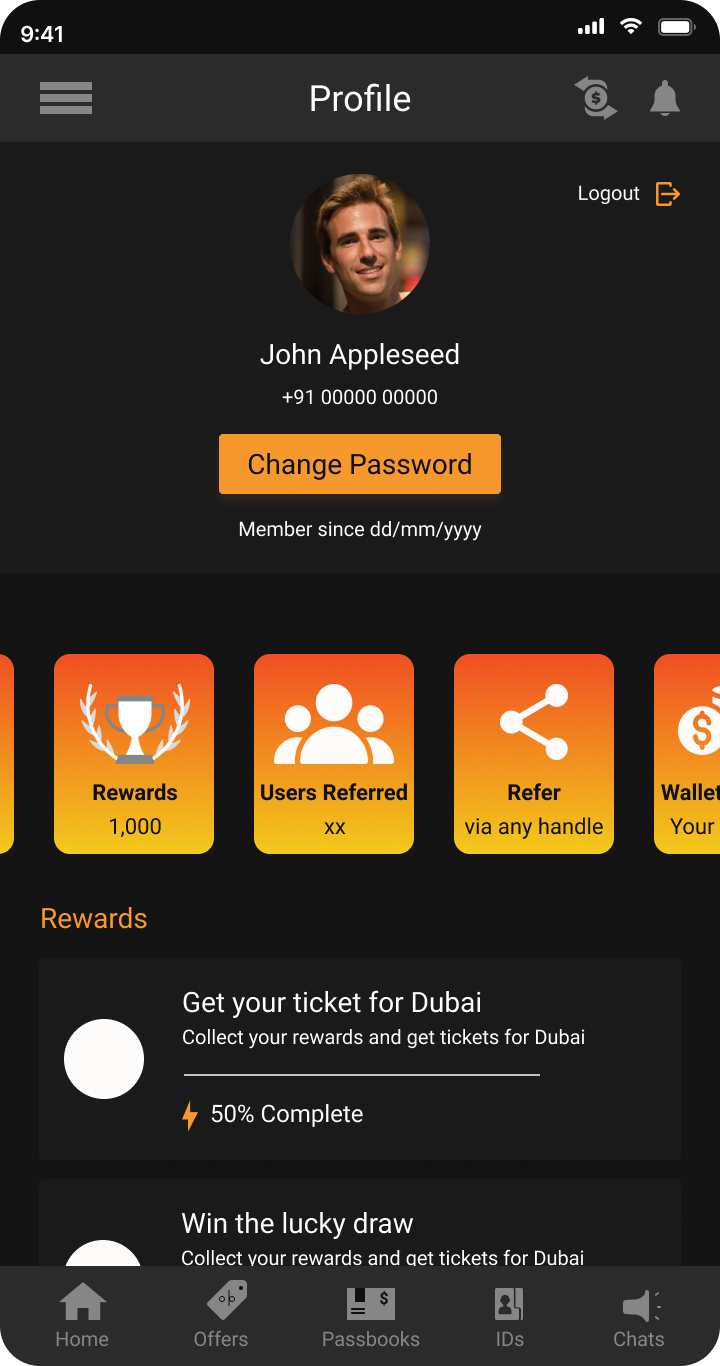 9:41
Profile
Logout
John Appleseed
+91 00000 00000
Change Password
Member since dd/mm/yyyy
Rewards
1,000
Users Referred
xx
Refer
via any handle
Wallet
Your
Rewards
Get your ticket for Dubai
Collect your rewards and get tickets for Dubai
50% Complete
Win the lucky draw
Collect your rewards and get tickets for Dubai
Home
Offers
Passbooks
IDs
Chats